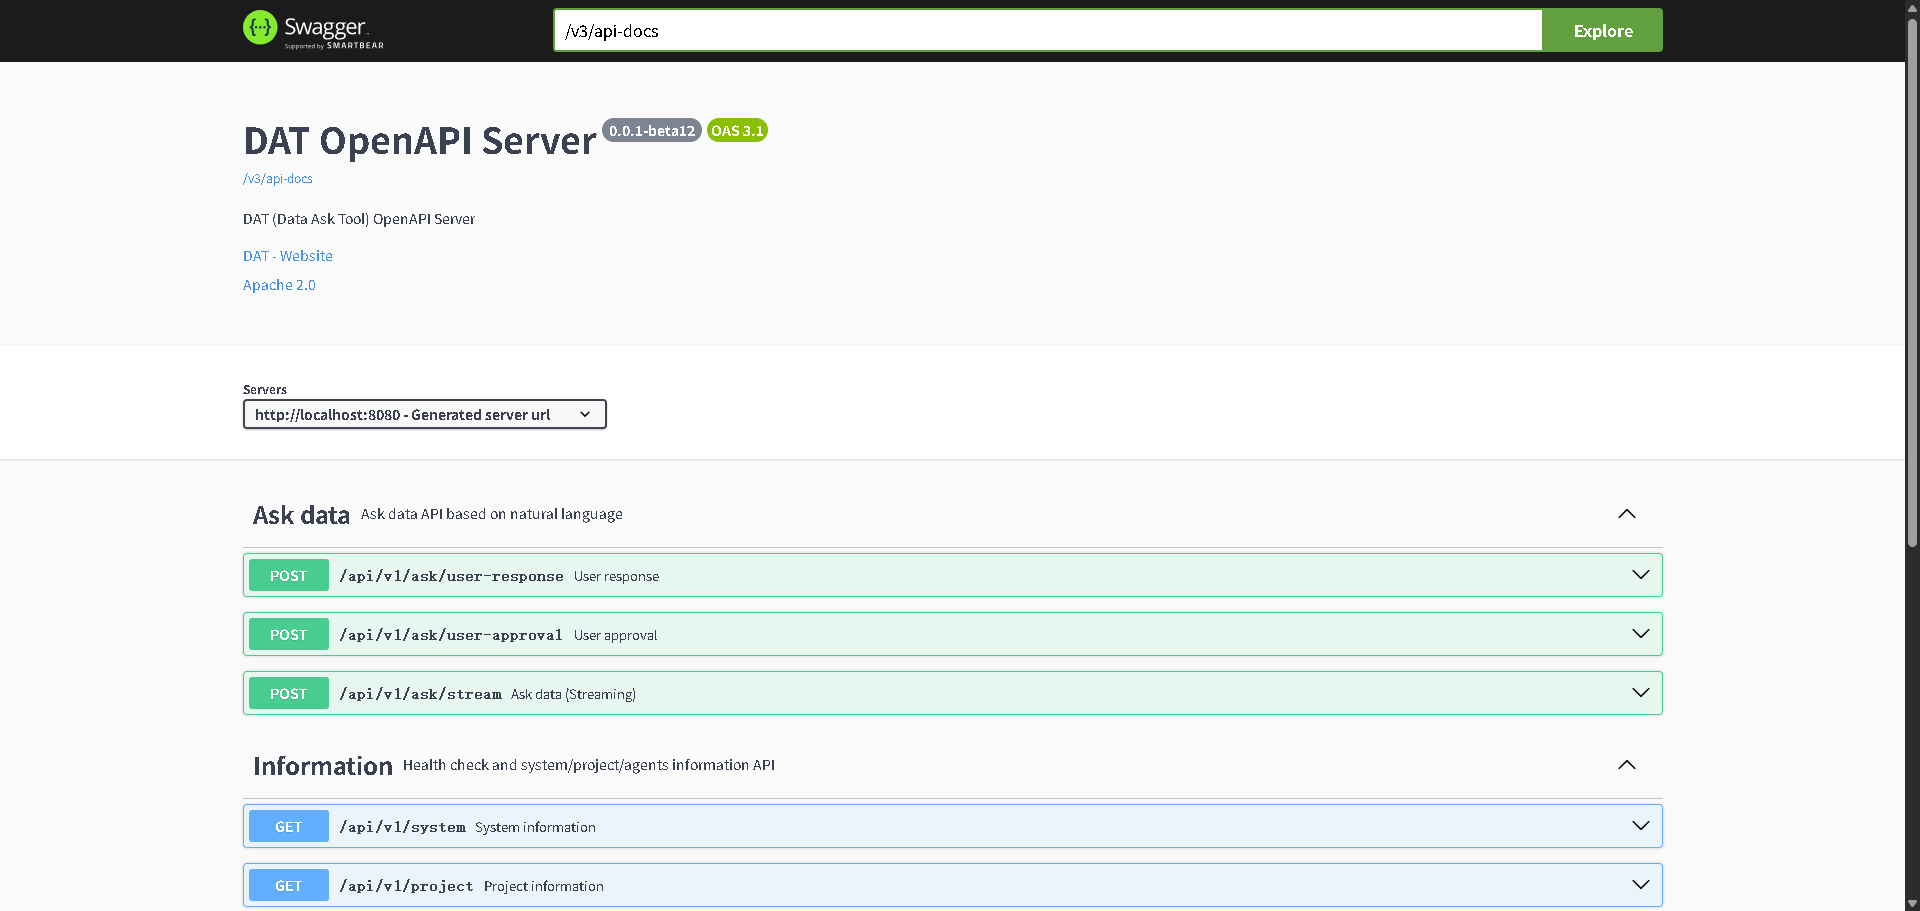 Swagger
Supported by SMARTBEAR
/v3/api-docs
Explore
DAT OpenAPI Server 0.0.1-beta12 OAS 3.1
/v3/api-docs
DAT (Data Ask Tool) OpenAPI Server
DAT - Website
Apache 2.0
Servers
http://localhost:8080 - Generated server url
Ask data Ask data API based on natural language
POST /api/v1/ask/user-response User response
POST /api/v1/ask/user-approval User approval
POST /api/v1/ask/stream Ask data (Streaming)
Information Health check and system/project/agents information API
GET /api/v1/system System information
GET /api/v1/project Project information